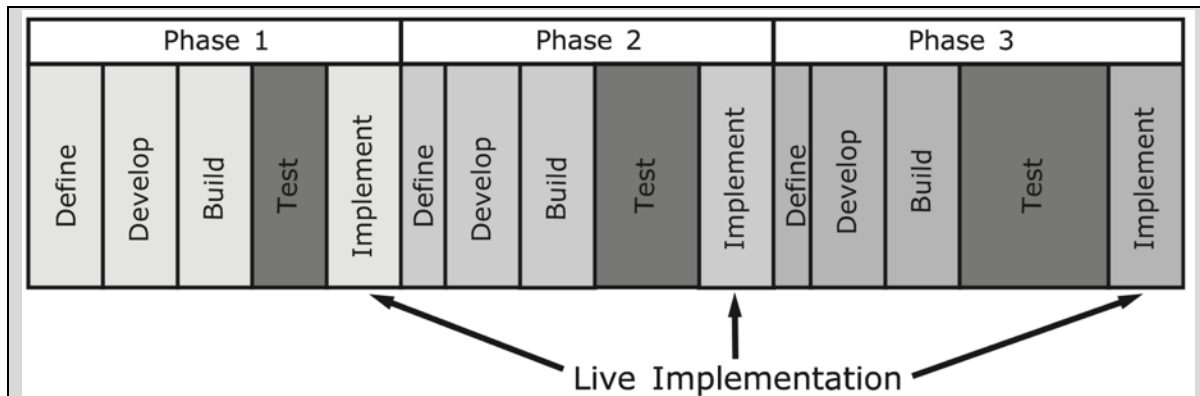 Phase 1
Phase 2
Phase 3
Define
Develop
Build
Test
Implement
Define
Develop
Build
Test
Implement
Define
Develop
Build
Test
Implement
Live Implementation